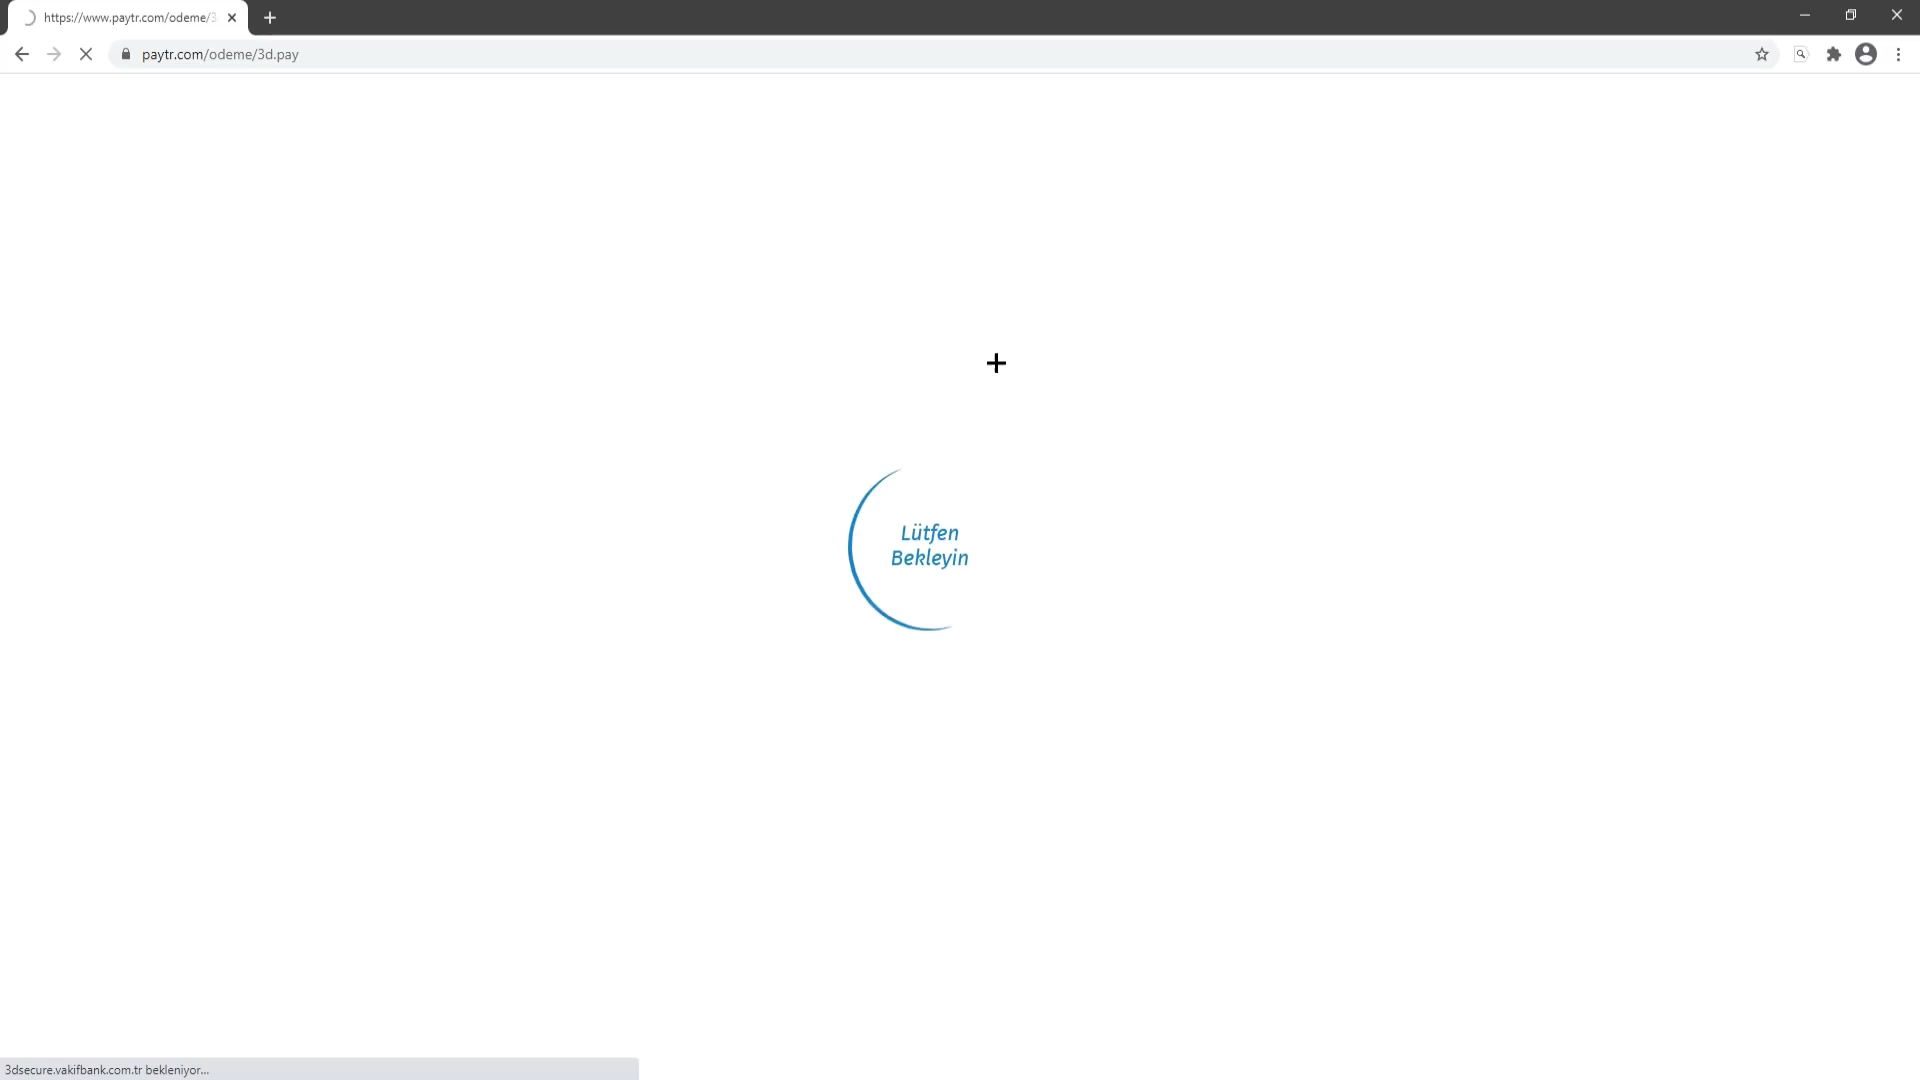 https://www.paytr.com/odeme/3
paytr.com/odeme/3d.pay
Lütfen
Bekleyin
3dsecure.vakifbank.com.tr bekleniyor...